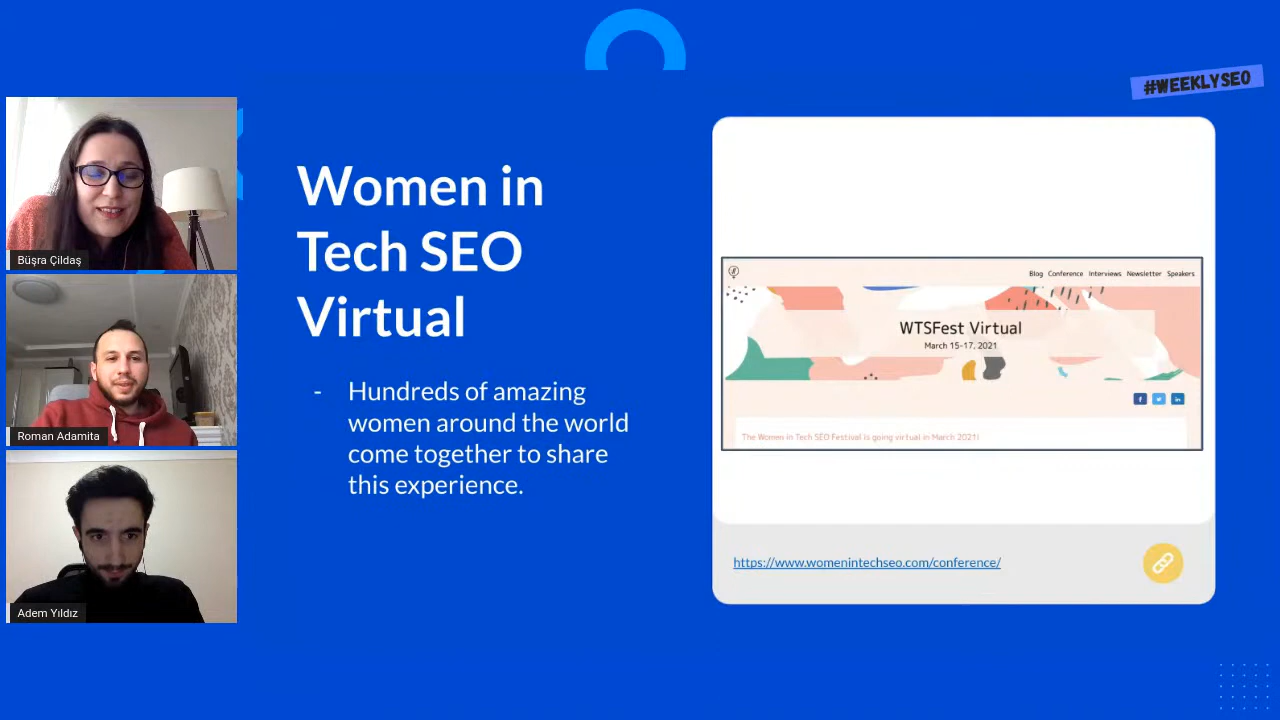 #WEEKLYSEO
Büşra Çildaş
Roman Adamita
Adem Yıldız
Women in
Tech SEO
Virtual
- Hundreds of amazing
women around the world
come together to share
this experience.
Blog Conference Interviews Newsletter Speakers
WTSFest Virtual
March 15-17, 2021
The Women in Tech SEO Festival is going virtual in March 2021!
https://www.womenintechseo.com/conference/